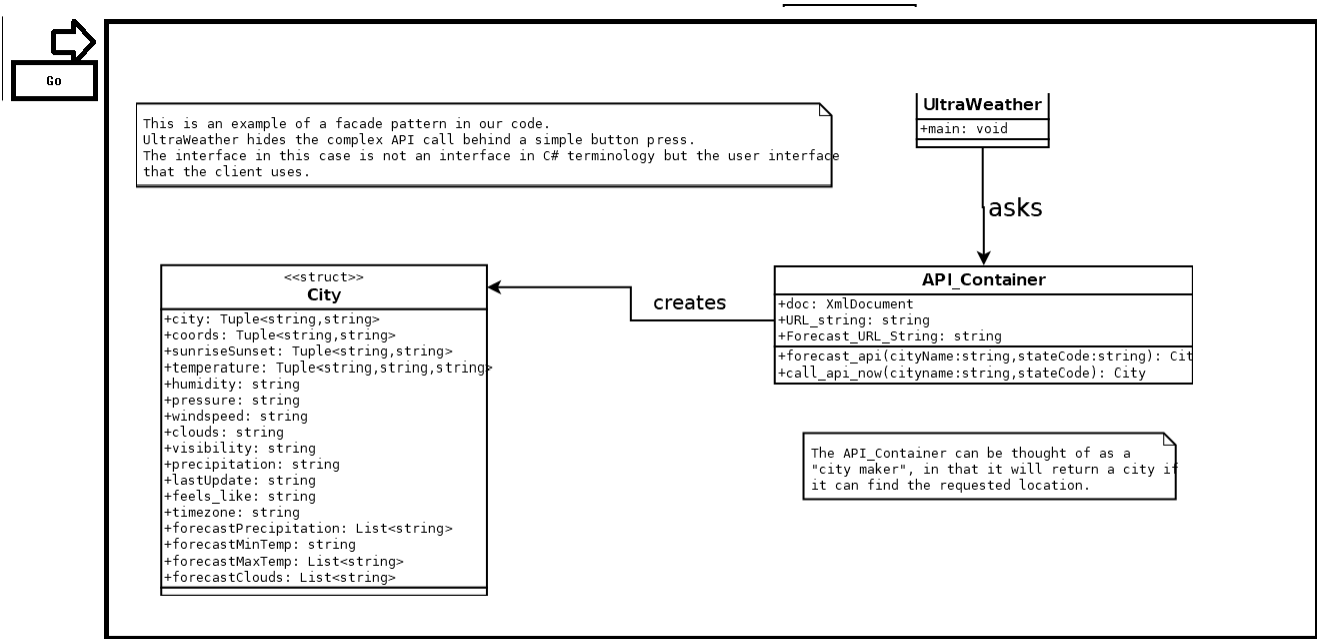 Go
This is an example of a facade pattern in our code.
UltraWeather hides the complex API call behind a simple button press.
The interface in this case is not an interface in C# terminology but the user interface
that the client uses.
UltraWeather
+main: void
asks
<<struct>>
City
+city: Tuple<string,string>
+coords: Tuple<string,string>
+sunriseSunset: Tuple<string,string>
+temperature: Tuple<string,string,string>
+humidity: string
+pressure: string
+windspeed: string
+clouds: string
+visibility: string
+precipitation: string
+lastUpdate: string
+feels_like: string
+timezone: string
+forecastPrecipitation: List<string>
+forecastMinTemp: string
+forecastMaxTemp: List<string>
+forecastClouds: List<string>
creates
API_Container
+doc: XmlDocument
+URL_string: string
+Forecast_URL_String: string
+forecast_api(cityName:string,stateCode:string): Cit
+call_api_now(cityname:string,stateCode): City
The API_Container can be thought of as a
"city maker", in that it will return a city if
it can find the requested location.